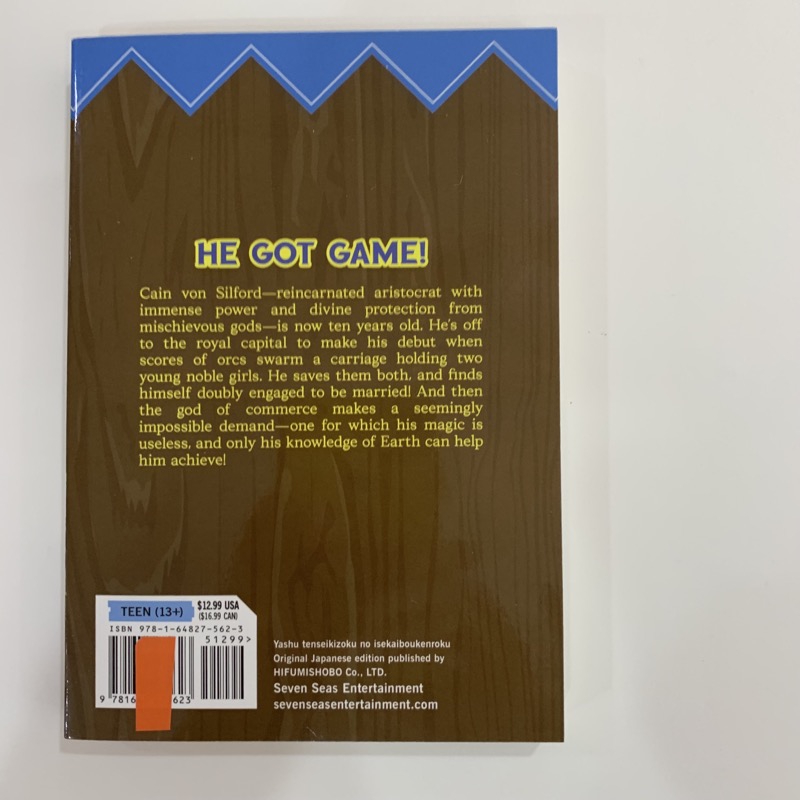 HE GOT GAME!
Cain von Silford—reincarnated aristocrat with
immense power and divine protection from
mischievous gods—is now ten years old. He's off
to the royal capital to make his debut when
scores of orcs swarm a carriage holding two
young noble girls. He saves them both, and finds
himself doubly engaged to be married! And then
the god of commerce makes a seemingly
impossible demand—one for which his magic is
useless, and only his knowledge of Earth can help
him achieve!
TEEN (13+)
$12.99 USA
($16.99 CAN)
ISBN 978-1-64827-562-3
51299>
9 7816 623
Yashu tenseikizoku no isekaiboukenroku
Original Japanese edition published by
HIFUMISHOBO Co., LTD.
Seven Seas Entertainment
sevenseasentertainment.com